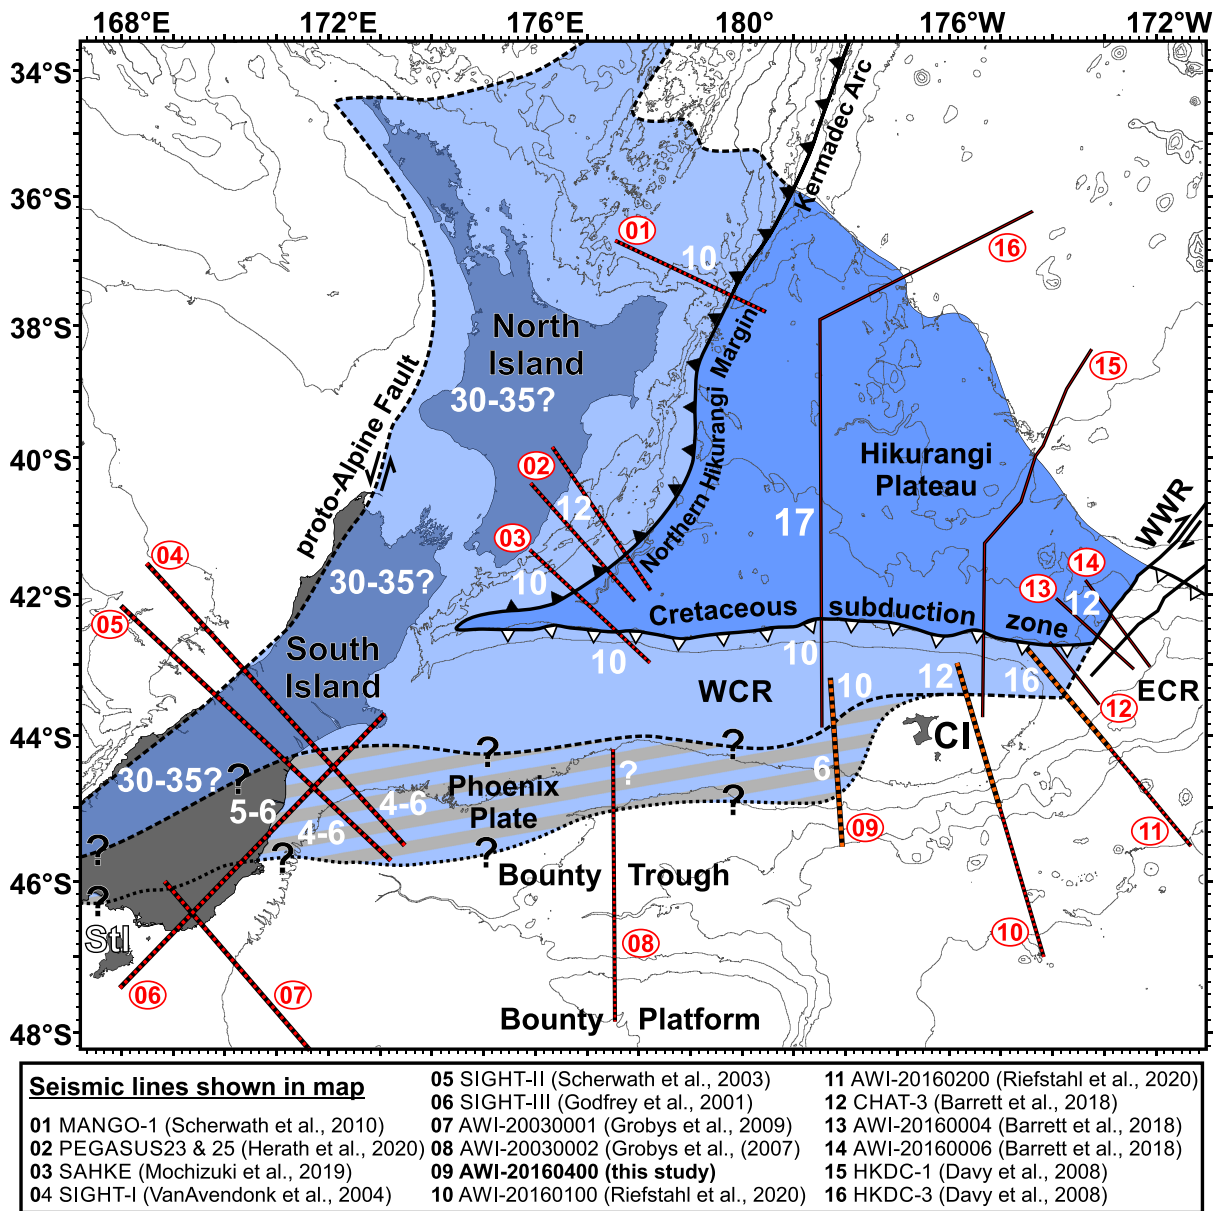 168°E 172°E 176°E 180° 176°W 172°W
34°S
36°S
38°S
40°S
42°S
44°S
46°S
48°S
Kermadec Arc
01
10
16
North
Island
30-35?
Northern Hikurangi Margin
15
proto-Alpine Fault
Hikurangi
Plateau
02
12
17
WWR
03
04
14
13
12
10
30-35?
05
Cretaceous subduction zone
South
Island
10
10
WCR
10
12
16
ECR
12
CI
30-35?
?
?
?
?
Phoenix
Plate
6
5-6
4-6
4-6
?
?
?
?
?
09
11
Bounty Trough
StI
08
10
06
07
Bounty Platform
Seismic lines shown in map
01 MANGO-1 (Scherwath et al., 2010)
02 PEGASUS23 & 25 (Herath et al., 2020)
03 SAHKE (Mochizuki et al., 2019)
04 SIGHT-I (VanAvendonk et al., 2004)
05 SIGHT-II (Scherwath et al., 2003)
06 SIGHT-III (Godfrey et al., 2001)
07 AWI-20030001 (Grobys et al., 2009)
08 AWI-20030002 (Grobys et al., (2007)
09 AWI-20160400 (this study)
10 AWI-20160100 (Riefstahl et al., 2020)
11 AWI-20160200 (Riefstahl et al., 2020)
12 CHAT-3 (Barrett et al., 2018)
13 AWI-20160004 (Barrett et al., 2018)
14 AWI-20160006 (Barrett et al., 2018)
15 HKDC-1 (Davy et al., 2008)
16 HKDC-3 (Davy et al., 2008)